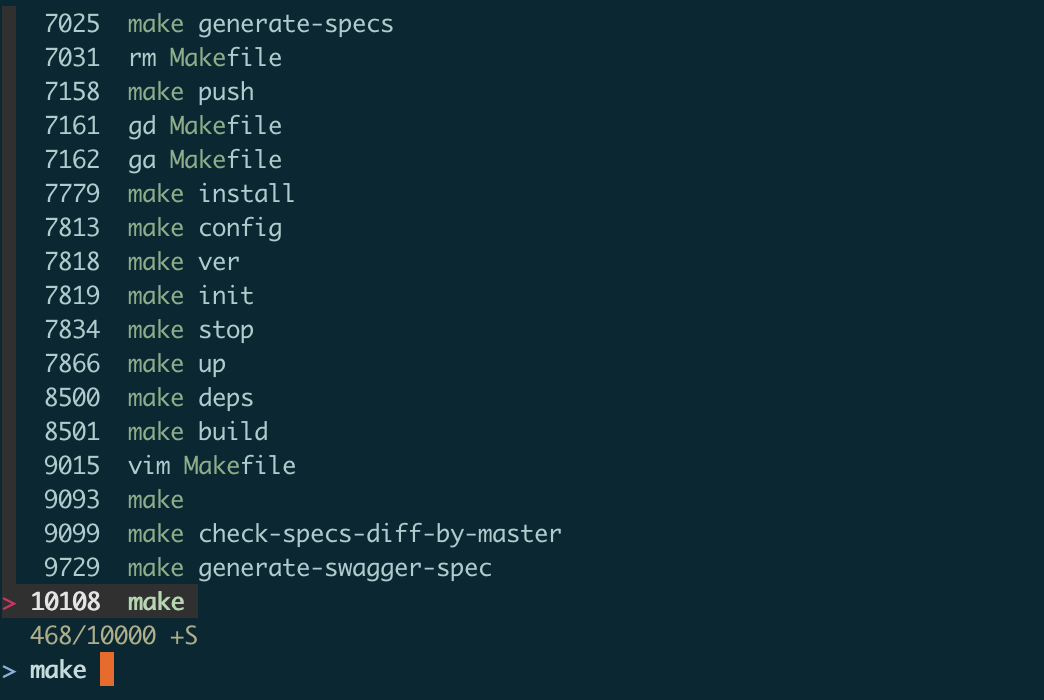 7025 make generate-specs
7031 rm Makefile
7158 make push
7161 gd Makefile
7162 ga Makefile
7779 make install
7813 make config
7818 make ver
7819 make init
7834 make stop
7866 make up
8500 make deps
8501 make build
9015 vim Makefile
9093 make
9099 make check-specs-diff-by-master
9729 make generate-swagger-spec
> 10108 make
468/10000 +S
> make